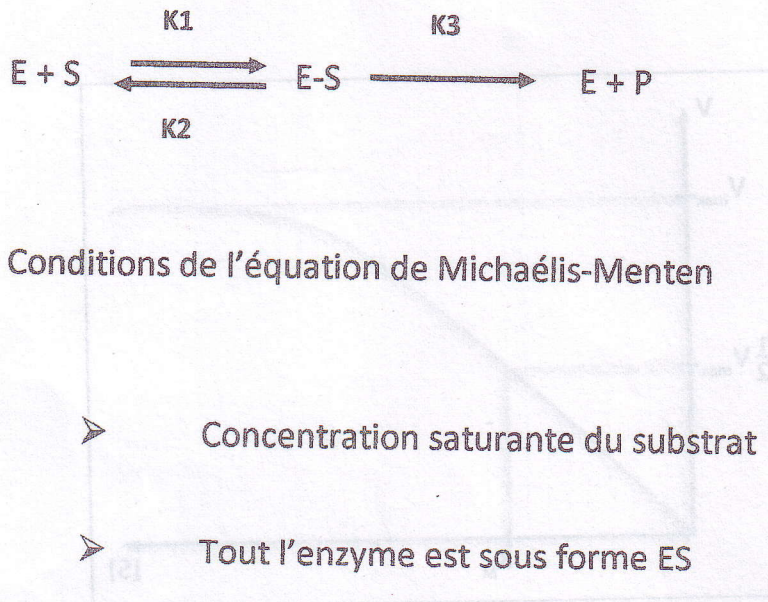 K1 K3
E + S E-S E + P
K2
Conditions de l'équation de Michaélis-Menten
Concentration saturante du substrat
Tout l'enzyme est sous forme ES